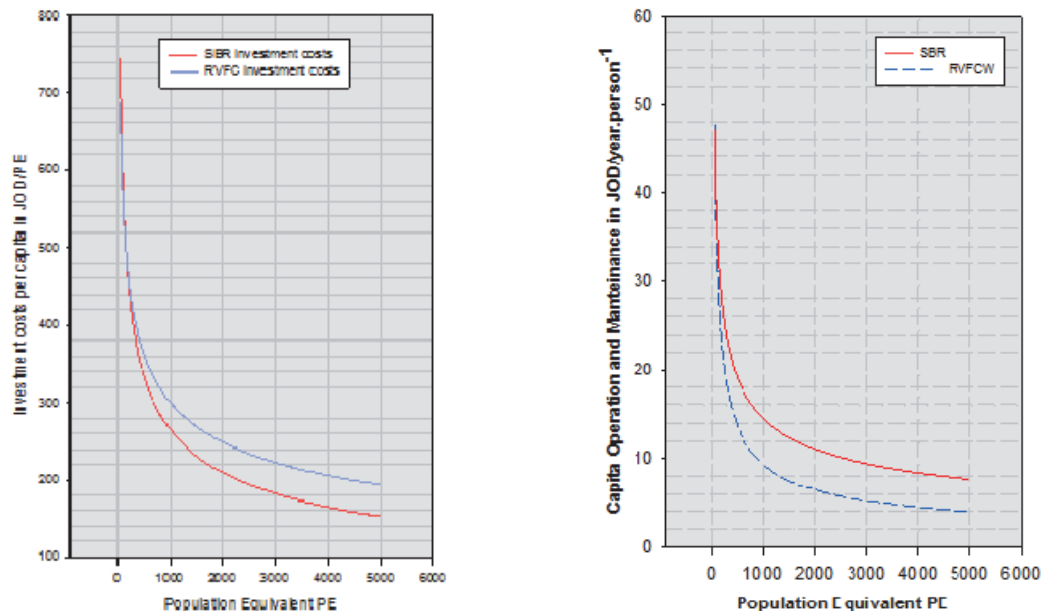 800
700
600
500
400
300
200
100
Investment costs per capita in JOD/PE
SBR Investment costs
RVFC Investment costs
0 1000 2000 3000 4000 5000 6000
Population Equivalent PE
60
50
40
30
20
10
0
Capita Operation and Manteinance in JOD/year.person⁻¹
SBR
RVFCW
0 1000 2000 3000 4000 5000 6000
Population Equivalent PE